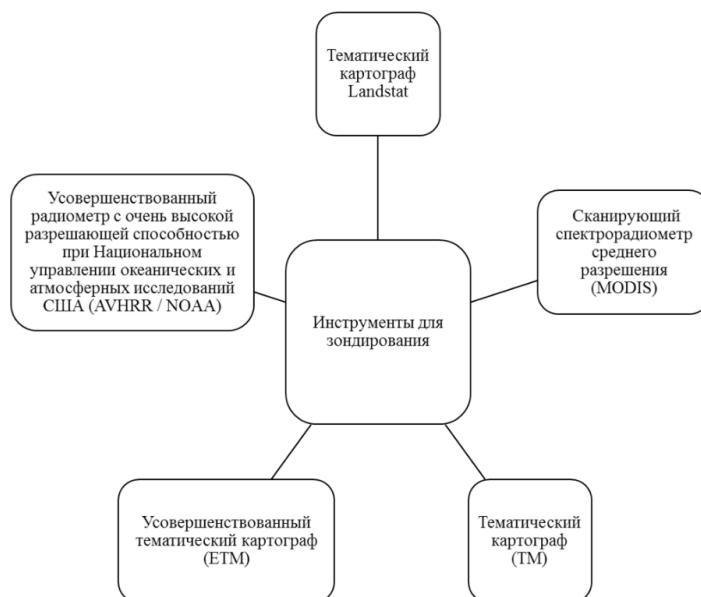 Тематический
картограф
Landstat
Усовершенствованный
радиометр с очень высокой
разрешающей способностью
при Национальном
управлении океанических и
атмосферных исследований
США (AVHRR / NOAA)
Сканирующий
спектрорадиометр
среднего
разрешения
(MODIS)
Инструменты для
зондирования
Усовершенствованный
тематический картограф
(ETM)
Тематический
картограф
(TM)